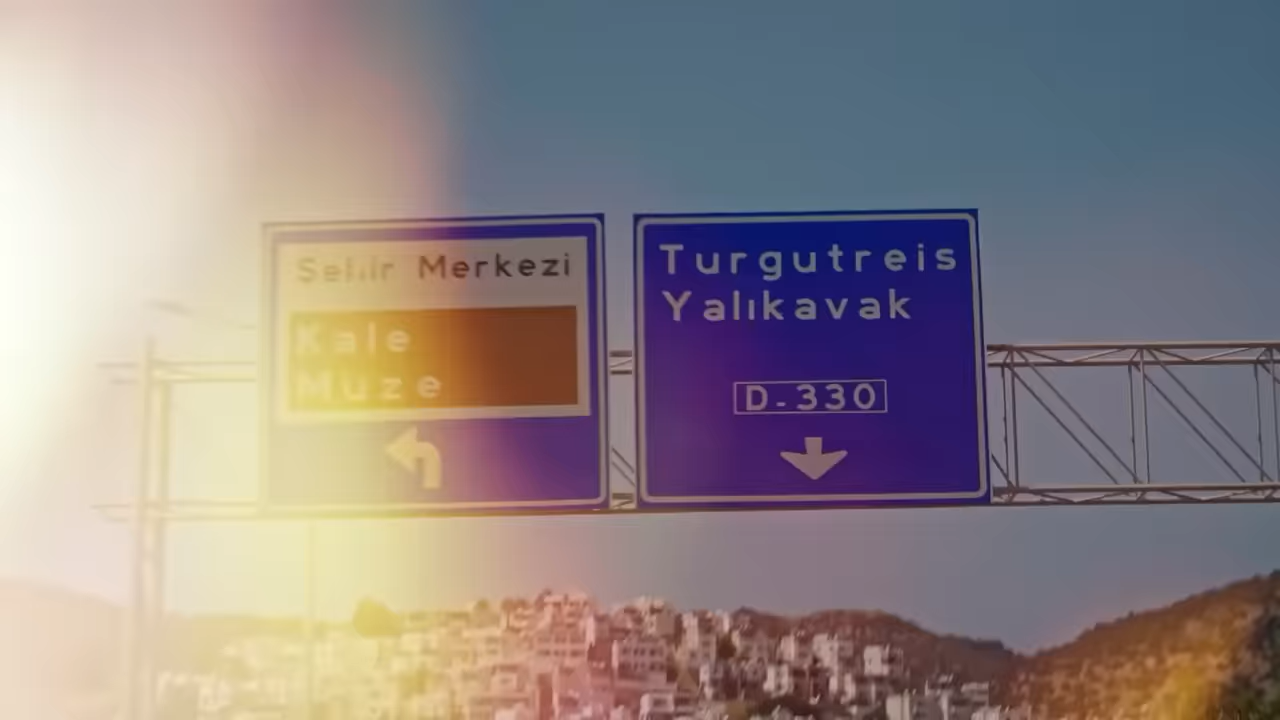 Şehir Merkezi
Kale
Müze
Turgutreis
Yalıkavak
D-330